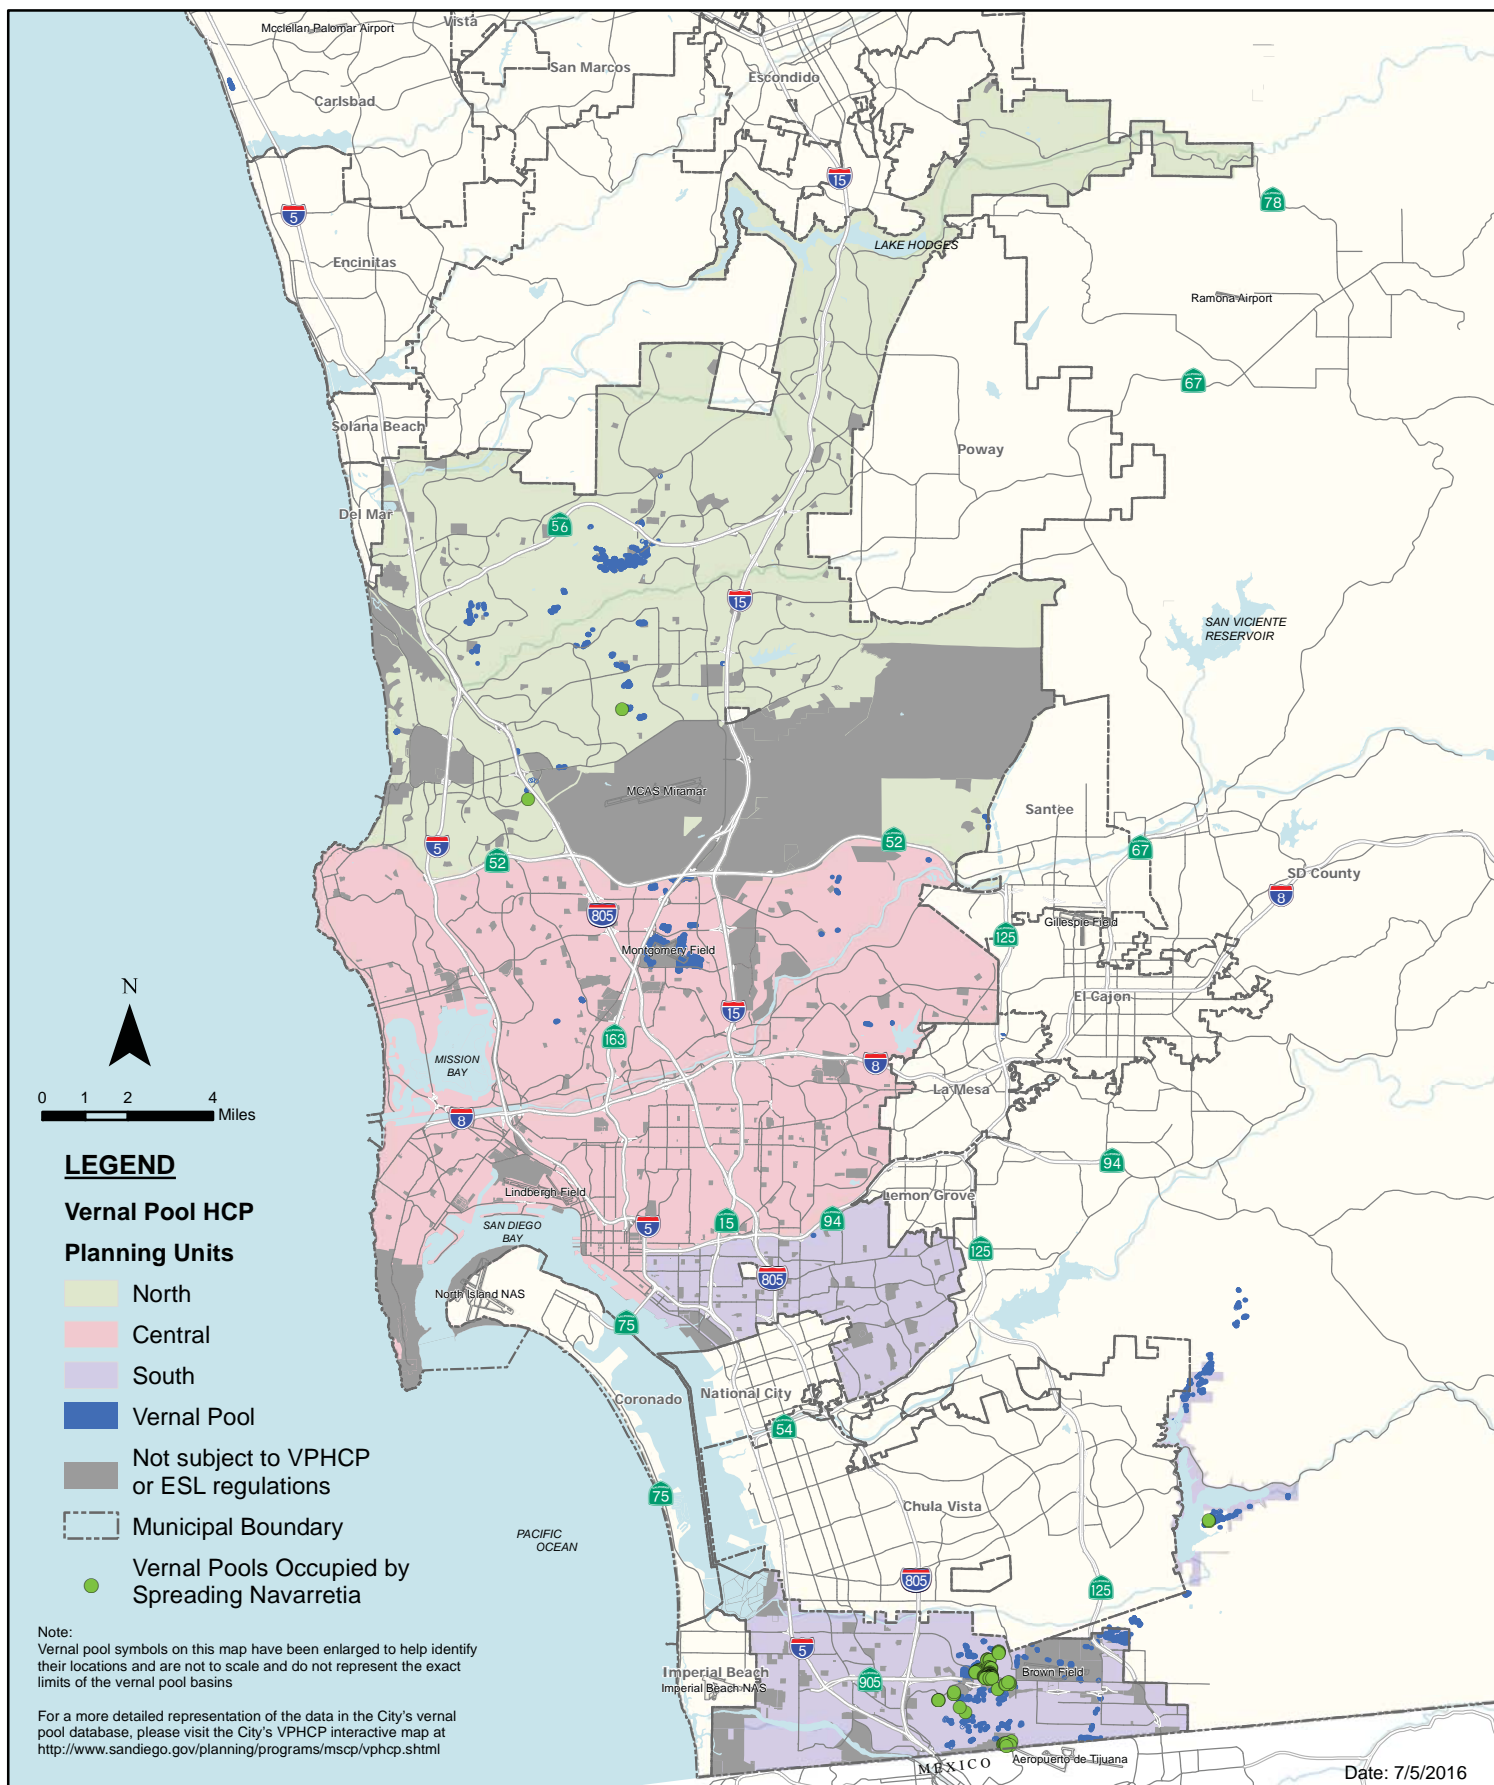 Mcclellan-Palomar Airport
Vista
San Marcos
Escondido
Carlsbad
15
78
5
LAKE HODGES
Encinitas
Ramona Airport
67
Solana Beach
Poway
Del Mar
56
15
SAN VICIENTE
RESERVOIR
MCAS Miramar
Santee
5
52
52
67
SD County
8
805
Gillespie Field
125
Montgomery Field
El Cajon
15
163
N
MISSION
BAY
8
La Mesa
0 1 2 4
Miles
8
94
LEGEND
Vernal Pool HCP
Planning Units
North
Central
South
Vernal Pool
Not subject to VPHCP
or ESL regulations
Municipal Boundary
Vernal Pools Occupied by
Spreading Navarretia
Lindbergh Field
Lemon Grove
SAN DIEGO
BAY
5
15
94
125
805
North Island NAS
75
Coronado
National City
54
75
Chula Vista
PACIFIC
OCEAN
805
125
5
Imperial Beach
Imperial Beach NAS
905
Brown Field
Aeropuerto de Tijuana
MEXICO
Note:
Vernal pool symbols on this map have been enlarged to help identify
their locations and are not to scale and do not represent the exact
limits of the vernal pool basins
For a more detailed representation of the data in the City's vernal
pool database, please visit the City's VPHCP interactive map at
http://www.sandiego.gov/planning/programs/mscp/vphcp.shtml
Date: 7/5/2016